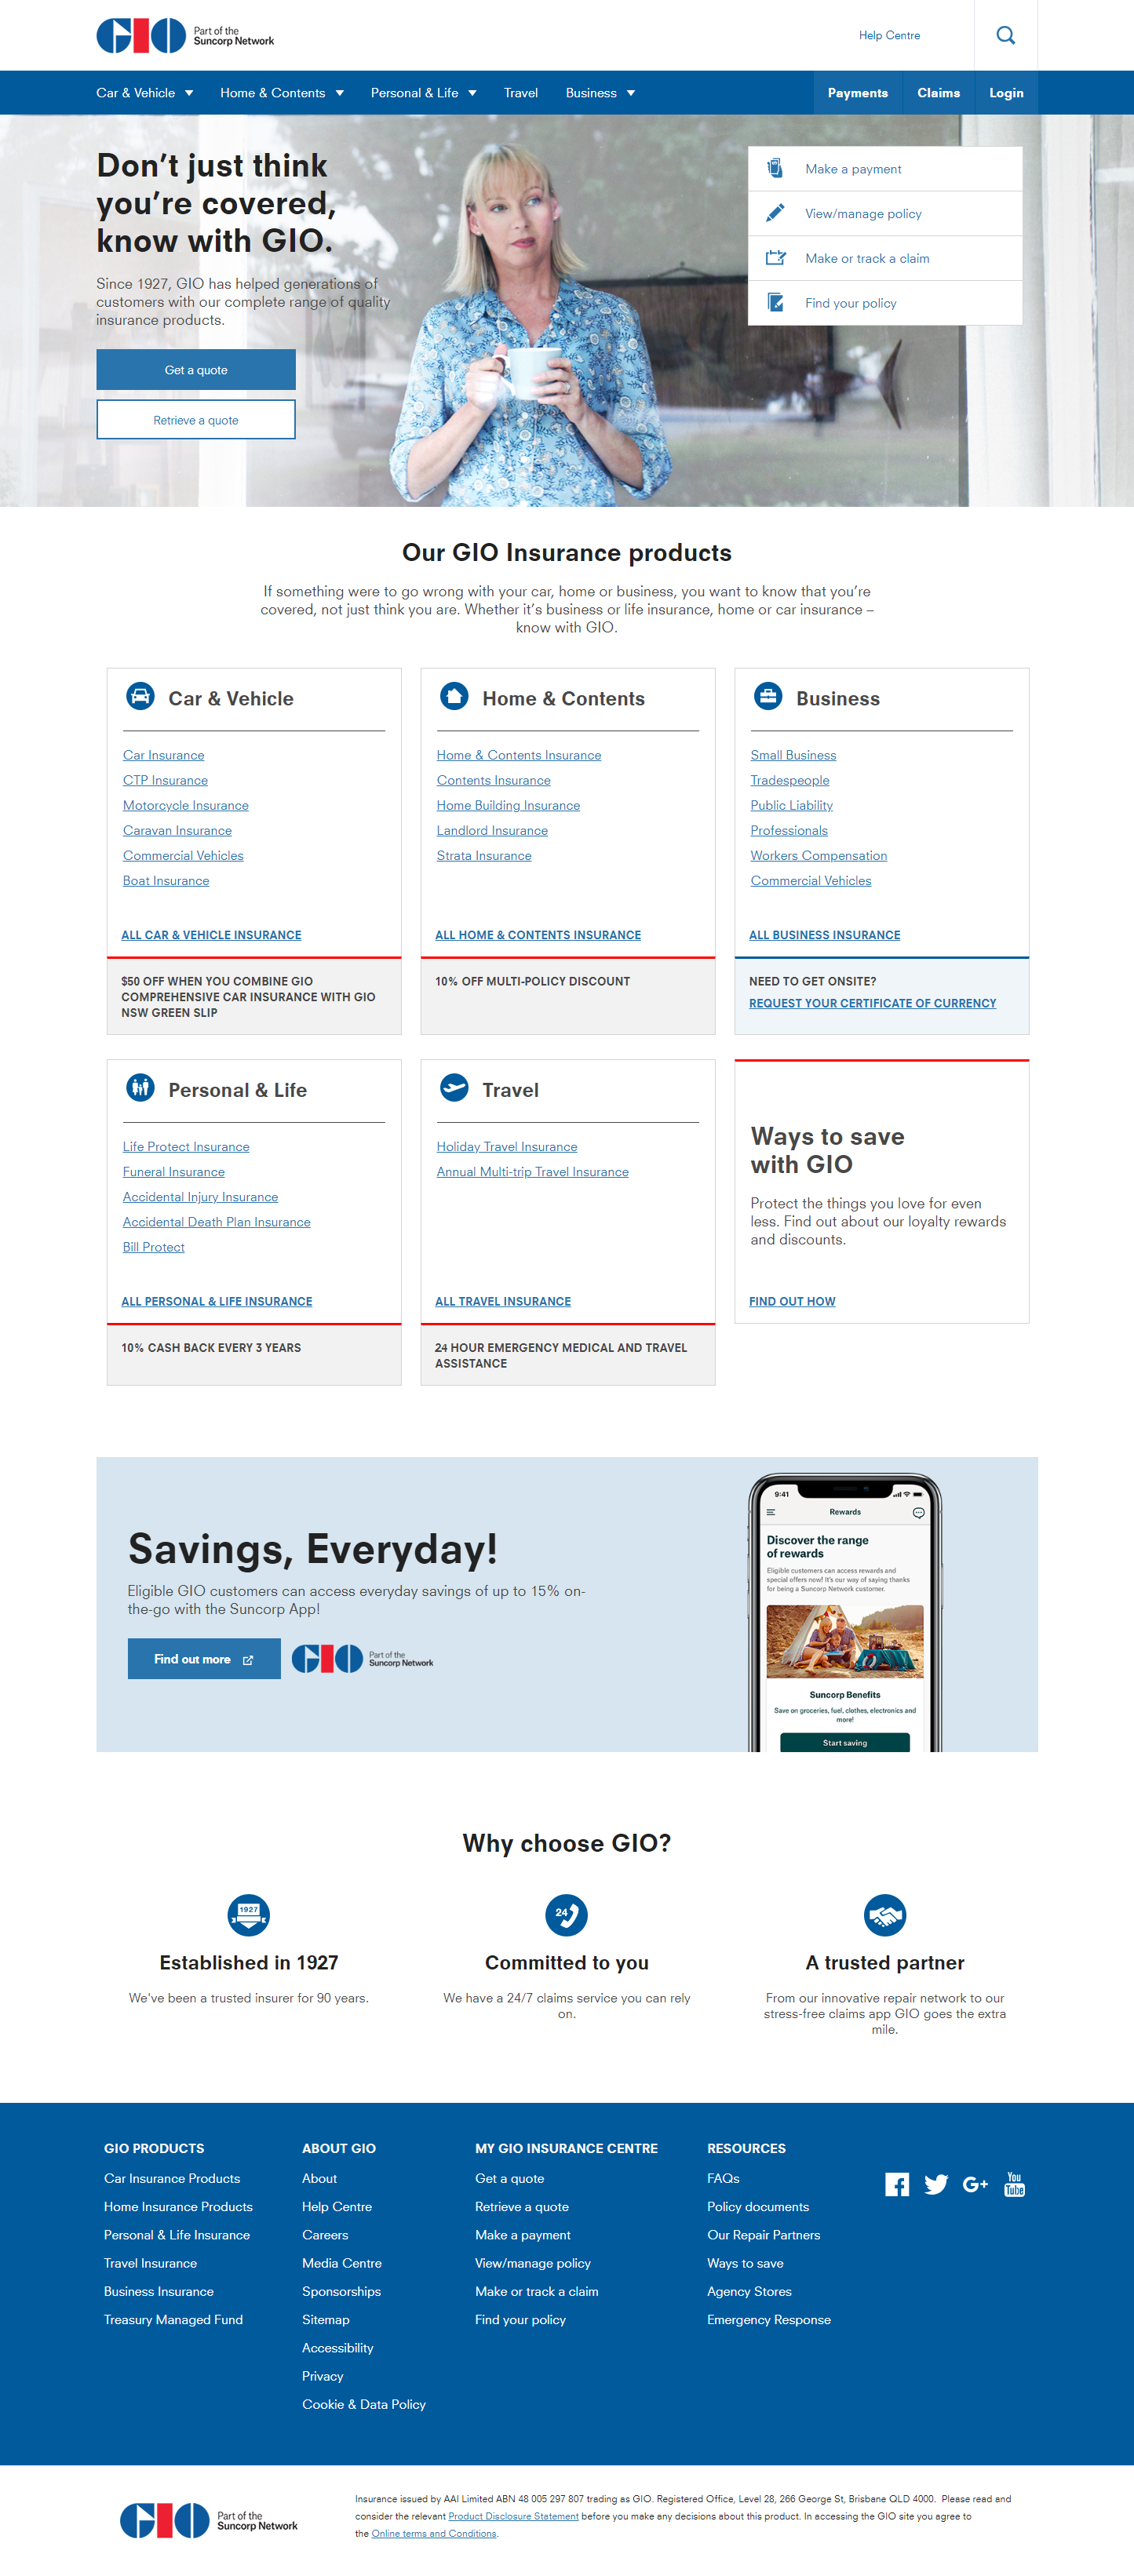 GIO Part of the
Suncorp Network
Help Centre
Car & Vehicle
Home & Contents
Personal & Life
Travel
Business
Payments
Claims
Login
Don't just think
you're covered,
know with GIO.
Since 1927, GIO has helped generations of
customers with our complete range of quality
insurance products.
Get a quote
Retrieve a quote
Make a payment
View/manage policy
Make or track a claim
Find your policy
Our GIO Insurance products
If something were to go wrong with your car, home or business, you want to know that you're
covered, not just think you are. Whether it's business or life insurance, home or car insurance –
know with GIO.
Car & Vehicle
Car Insurance
CTP Insurance
Motorcycle Insurance
Caravan Insurance
Commercial Vehicles
Boat Insurance
ALL CAR & VEHICLE INSURANCE
$50 OFF WHEN YOU COMBINE GIO
COMPREHENSIVE CAR INSURANCE WITH GIO
NSW GREEN SLIP
Home & Contents
Home & Contents Insurance
Contents Insurance
Home Building Insurance
Landlord Insurance
Strata Insurance
ALL HOME & CONTENTS INSURANCE
10% OFF MULTI-POLICY DISCOUNT
Business
Small Business
Tradespeople
Public Liability
Professionals
Workers Compensation
Commercial Vehicles
ALL BUSINESS INSURANCE
NEED TO GET ONSITE?
REQUEST YOUR CERTIFICATE OF CURRENCY
Personal & Life
Life Protect Insurance
Funeral Insurance
Accidental Injury Insurance
Accidental Death Plan Insurance
Bill Protect
ALL PERSONAL & LIFE INSURANCE
10% CASH BACK EVERY 3 YEARS
Travel
Holiday Travel Insurance
Annual Multi-trip Travel Insurance
ALL TRAVEL INSURANCE
24 HOUR EMERGENCY MEDICAL AND TRAVEL
ASSISTANCE
Ways to save
with GIO
Protect the things you love for even
less. Find out about our loyalty rewards
and discounts.
FIND OUT HOW
Savings, Everyday!
Eligible GIO customers can access everyday savings of up to 15% on-
the-go with the Suncorp App!
Find out more
GIO Part of the
Suncorp Network
9:41
Rewards
Discover the range
of rewards
Eligible customers can access rewards and
special offers now! It's our way of saying thanks
for being a Suncorp Network customer.
Suncorp Benefits
Save on groceries, fuel, clothes, electronics and
more!
Start saving
Why choose GIO?
1927
Established in 1927
We've been a trusted insurer for 90 years.
24
Committed to you
We have a 24/7 claims service you can rely
on.
A trusted partner
From our innovative repair network to our
stress-free claims app GIO goes the extra
mile.
GIO PRODUCTS
Car Insurance Products
Home Insurance Products
Personal & Life Insurance
Travel Insurance
Business Insurance
Treasury Managed Fund
ABOUT GIO
About
Help Centre
Careers
Media Centre
Sponsorships
Sitemap
Accessibility
Privacy
Cookie & Data Policy
MY GIO INSURANCE CENTRE
Get a quote
Retrieve a quote
Make a payment
View/manage policy
Make or track a claim
Find your policy
RESOURCES
FAQs
Policy documents
Our Repair Partners
Ways to save
Agency Stores
Emergency Response
G+
You
Tube
GIO Part of the
Suncorp Network
Insurance issued by AAI Limited ABN 48 005 297 807 trading as GIO. Registered Office, Level 28, 266 George St, Brisbane QLD 4000. Please read and
consider the relevant Product Disclosure Statement before you make any decisions about this product. In accessing the GIO site you agree to
the Online terms and Conditions.